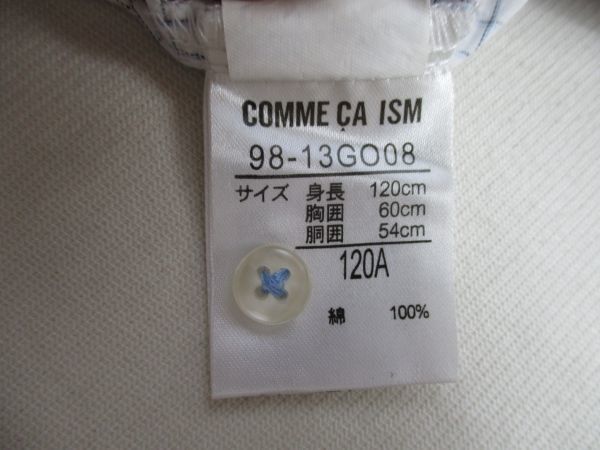 COMME ÇA ISM
98-13GO08
サイズ 身長 120cm
胸囲 60cm
胴囲 54cm
120A
綿 100%